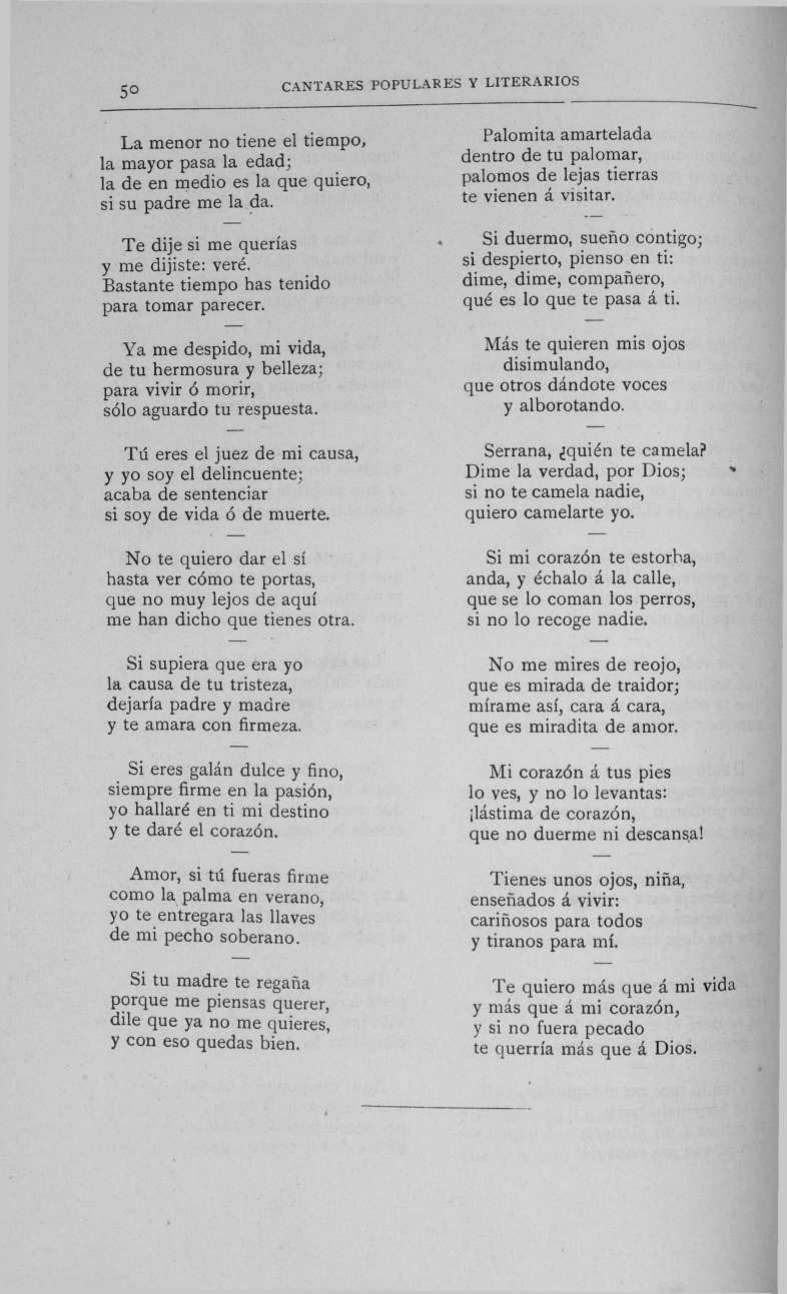 50
CANTARES POPULARES Y LITERARIOS
La menor no tiene el tiempo,
la mayor pasa la edad;
la de en medio es la que quiero,
si su padre me la da.
—
Te dije si me querías
y me dijiste: veré.
Bastante tiempo has tenido
para tomar parecer.
—
Ya me despido, mi vida,
de tu hermosura y belleza;
para vivir ó morir,
sólo aguardo tu respuesta.
—
Tú eres el juez de mi causa,
y yo soy el delincuente;
acaba de sentenciar
si soy de vida ó de muerte.
—
No te quiero dar el sí
hasta ver cómo te portas,
que no muy lejos de aquí
me han dicho que tienes otra.
—
Si supiera que era yo
la causa de tu tristeza,
dejaría padre y madre
y te amara con firmeza.
—
Si eres galán dulce y fino,
siempre firme en la pasión,
yo hallaré en ti mi destino
y te daré el corazón.
—
Amor, si tú fueras firme
como la palma en verano,
yo te entregara las llaves
de mi pecho soberano.
—
Si tu madre te regaña
porque me piensas querer,
dile que ya no me quieres,
y con eso quedas bien.
Palomita amartelada
dentro de tu palomar,
palomos de lejas tierras
te vienen á visitar.
—
Si duermo, sueño contigo;
si despierto, pienso en ti:
dime, dime, compañero,
qué es lo que te pasa á ti.
—
Más te quieren mis ojos
disimulando,
que otros dándote voces
y alborotando.
—
Serrana, ¿quién te camela?
Dime la verdad, por Dios;
si no te camela nadie,
quiero camelarte yo.
—
Si mi corazón te estorba,
anda, y échalo á la calle,
que se lo coman los perros,
si no lo recoge nadie.
—
No me mires de reojo,
que es mirada de traidor;
mírame así, cara á cara,
que es miradita de amor.
—
Mi corazón á tus pies
lo ves, y no lo levantas:
¡lástima de corazón,
que no duerme ni descansa!
—
Tienes unos ojos, niña,
enseñados á vivir:
cariñosos para todos
y tiranos para mí.
—
Te quiero más que á mi vida
y más que á mi corazón,
y si no fuera pecado
te querría más que á Dios.